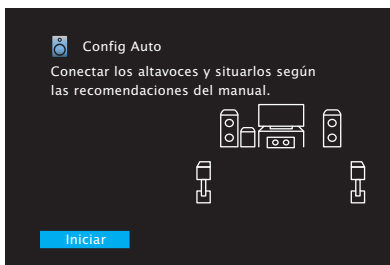 Config Auto
Conectar los altavoces y situarlos según
las recomendaciones del manual.
Iniciar